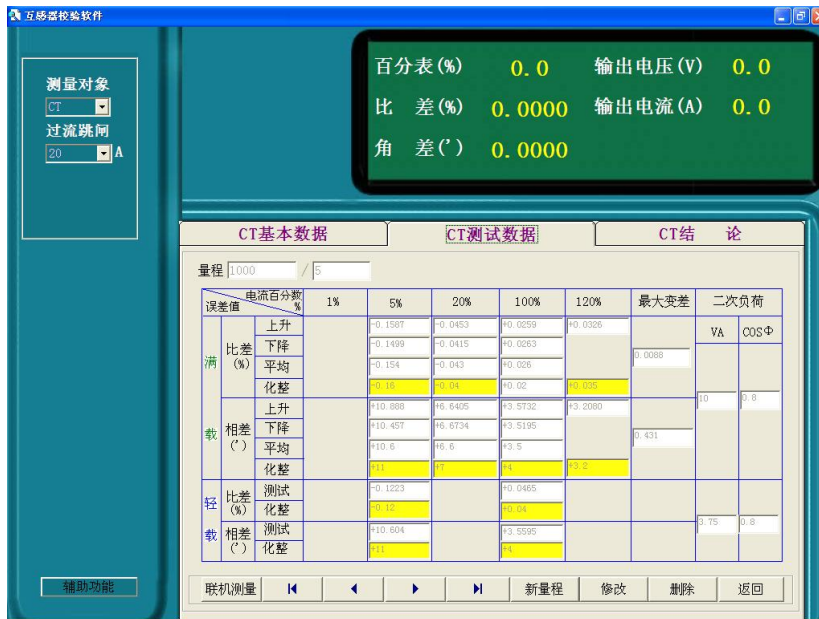 互感器校验软件
测量对象
CT
过流跳闸
20 A
百分表(%) 0.0 输出电压(V) 0.0
比 差(%) 0.0000 输出电流(A) 0.0
角 差(') 0.0000
CT基本数据 CT测试数据 CT结 论
量程 1000 / 5
电流百分数 % 误差值 1% 5% 20% 100% 120% 最大变差 二次负荷
VA COSΦ
满载 比差(%) 上升 -0.1587 -0.0453 +0.0259 +0.0326
下降 -0.1499 -0.0415 +0.0263
0.0088
平均 -0.154 -0.043 +0.026
化整 -0.16 -0.04 +0.02 +0.035
10 0.8
相差(') 上升 +10.888 +6.6405 +3.5732 +3.2080
下降 +10.457 +6.6734 +3.5195
0.431
平均 +10.6 +6.6 +3.5
化整 +11 +7 +4 +3.2
轻载 比差(%) 测试 -0.1223 +0.0465
化整 -0.12 +0.04
3.75 0.8
相差(') 测试 +10.604 +3.5595
化整 +11 +4
辅助功能 联机测量 新量程 修改 删除 返回